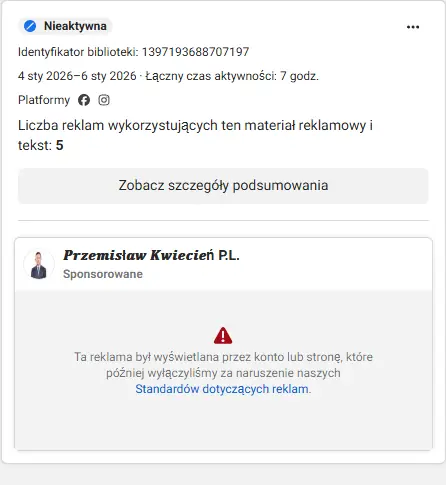 Nieaktywna
Identyfikator biblioteki: 1397193688707197
4 sty 2026–6 sty 2026 · Łączny czas aktywności: 7 godz.
Platformy
Liczba reklam wykorzystujących ten materiał reklamowy i
tekst: 5
Zobacz szczegóły podsumowania
𝑷𝒓𝒛𝒆𝒎𝒊𝒔ł𝒂𝒘 𝑲𝒘𝒊𝒆𝒄𝒊𝒆ń P.L.
Sponsorowane
Ta reklama był wyświetlana przez konto lub stronę, które
później wyłączyliśmy za naruszenie naszych
Standardów dotyczących reklam.